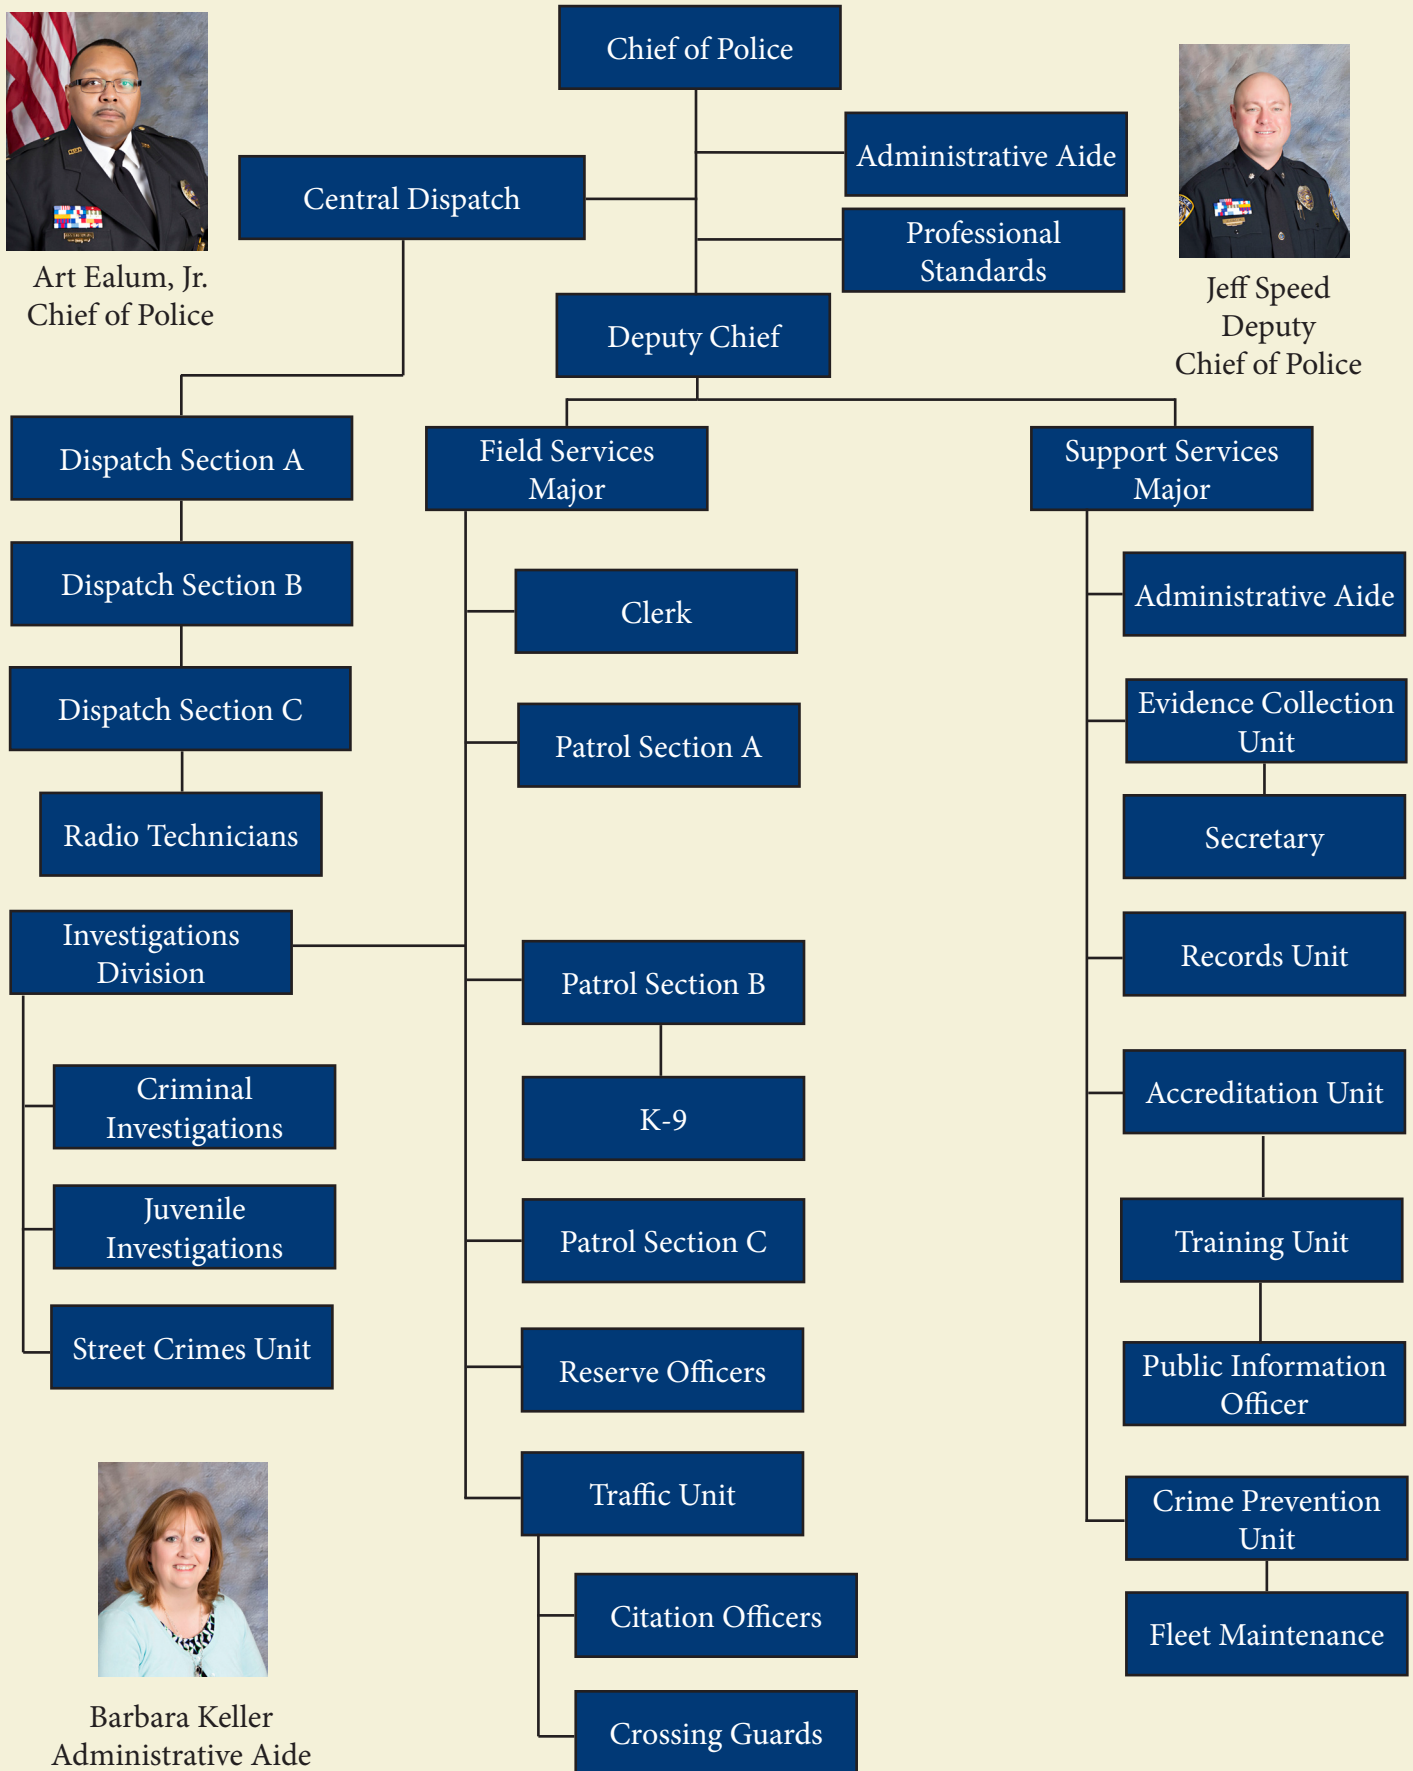 Chief of Police
Administrative Aide
Central Dispatch
Professional
Standards
Art Ealum, Jr.
Chief of Police
Jeff Speed
Deputy
Chief of Police
Deputy Chief
Dispatch Section A
Field Services
Major
Support Services
Major
Dispatch Section B
Clerk
Administrative Aide
Dispatch Section C
Patrol Section A
Evidence Collection
Unit
Radio Technicians
Secretary
Investigations
Division
Patrol Section B
Records Unit
Criminal
Investigations
K-9
Accreditation Unit
Juvenile
Investigations
Patrol Section C
Training Unit
Street Crimes Unit
Reserve Officers
Public Information
Officer
Traffic Unit
Crime Prevention
Unit
Citation Officers
Fleet Maintenance
Crossing Guards
Barbara Keller
Administrative Aide